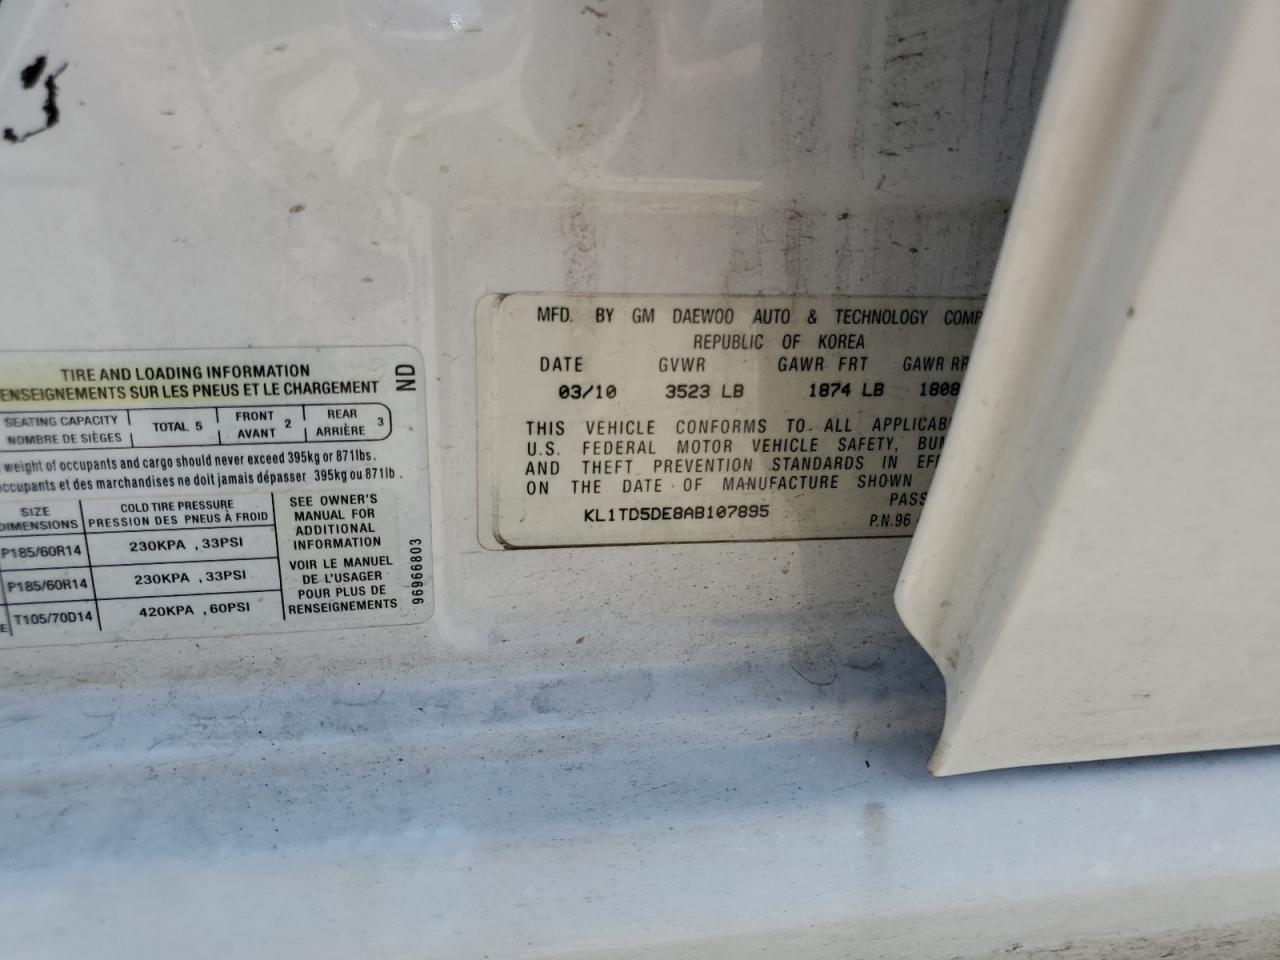 TIRE AND LOADING INFORMATION
ENSEIGNEMENTS SUR LES PNEUS ET LE CHARGEMENT
ND
SEATING CAPACITY
NOMBRE DE SIÈGES
TOTAL 5
FRONT
AVANT
2
REAR
ARRIÈRE
3
weight of occupants and cargo should never exceed 395kg or 871lbs.
occupants et des marchandises ne doit jamais dépasser 395kg ou 871lb.
SIZE
DIMENSIONS
COLD TIRE PRESSURE
PRESSION DES PNEUS À FROID
P185/60R14
230KPA , 33PSI
P185/60R14
230KPA , 33PSI
T105/70D14
420KPA , 60PSI
SEE OWNER'S
MANUAL FOR
ADDITIONAL
INFORMATION
VOIR LE MANUEL
DE L'USAGER
POUR PLUS DE
RENSEIGNEMENTS
96966803
MFD. BY GM DAEWOO AUTO & TECHNOLOGY COMP
REPUBLIC OF KOREA
DATE GVWR GAWR FRT GAWR RR
03/10 3523 LB 1874 LB 1808
THIS VEHICLE CONFORMS TO ALL APPLICAB
U.S. FEDERAL MOTOR VEHICLE SAFETY, BUM
AND THEFT PREVENTION STANDARDS IN EFF
ON THE DATE OF MANUFACTURE SHOWN
PASS
KL1TD5DE8AB107895
P.N.96